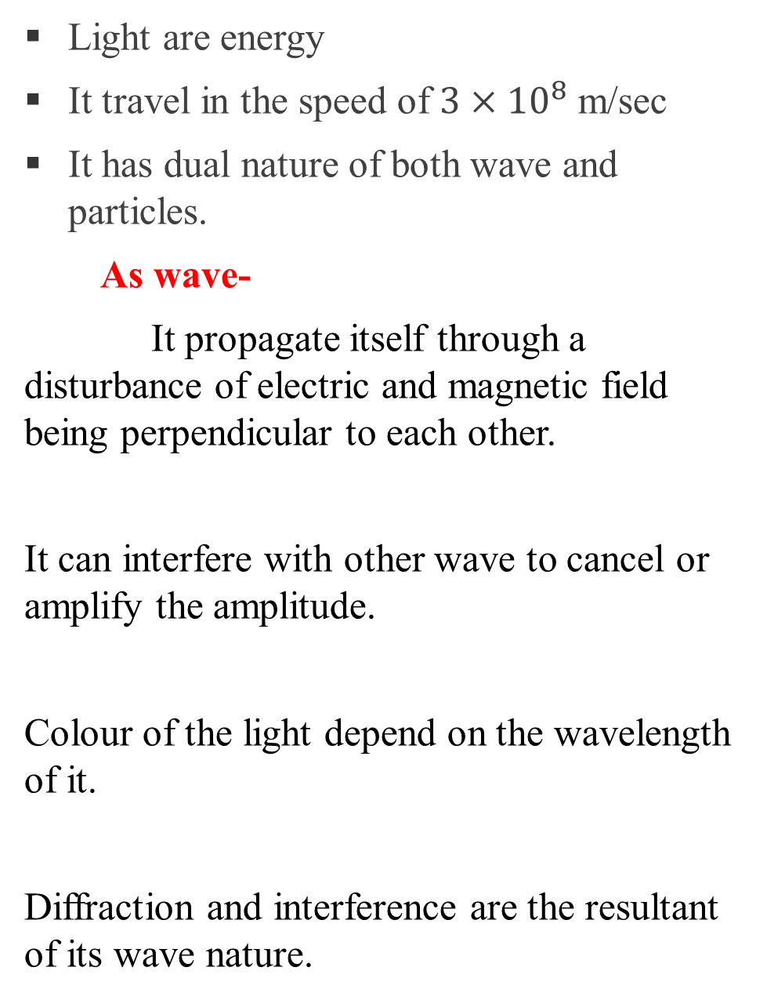 ▪ Light are energy
▪ It travel in the speed of 3 × 10⁸ m/sec
▪ It has dual nature of both wave and
particles.
As wave-
It propagate itself through a
disturbance of electric and magnetic field
being perpendicular to each other.
It can interfere with other wave to cancel or
amplify the amplitude.
Colour of the light depend on the wavelength
of it.
Diffraction and interference are the resultant
of its wave nature.